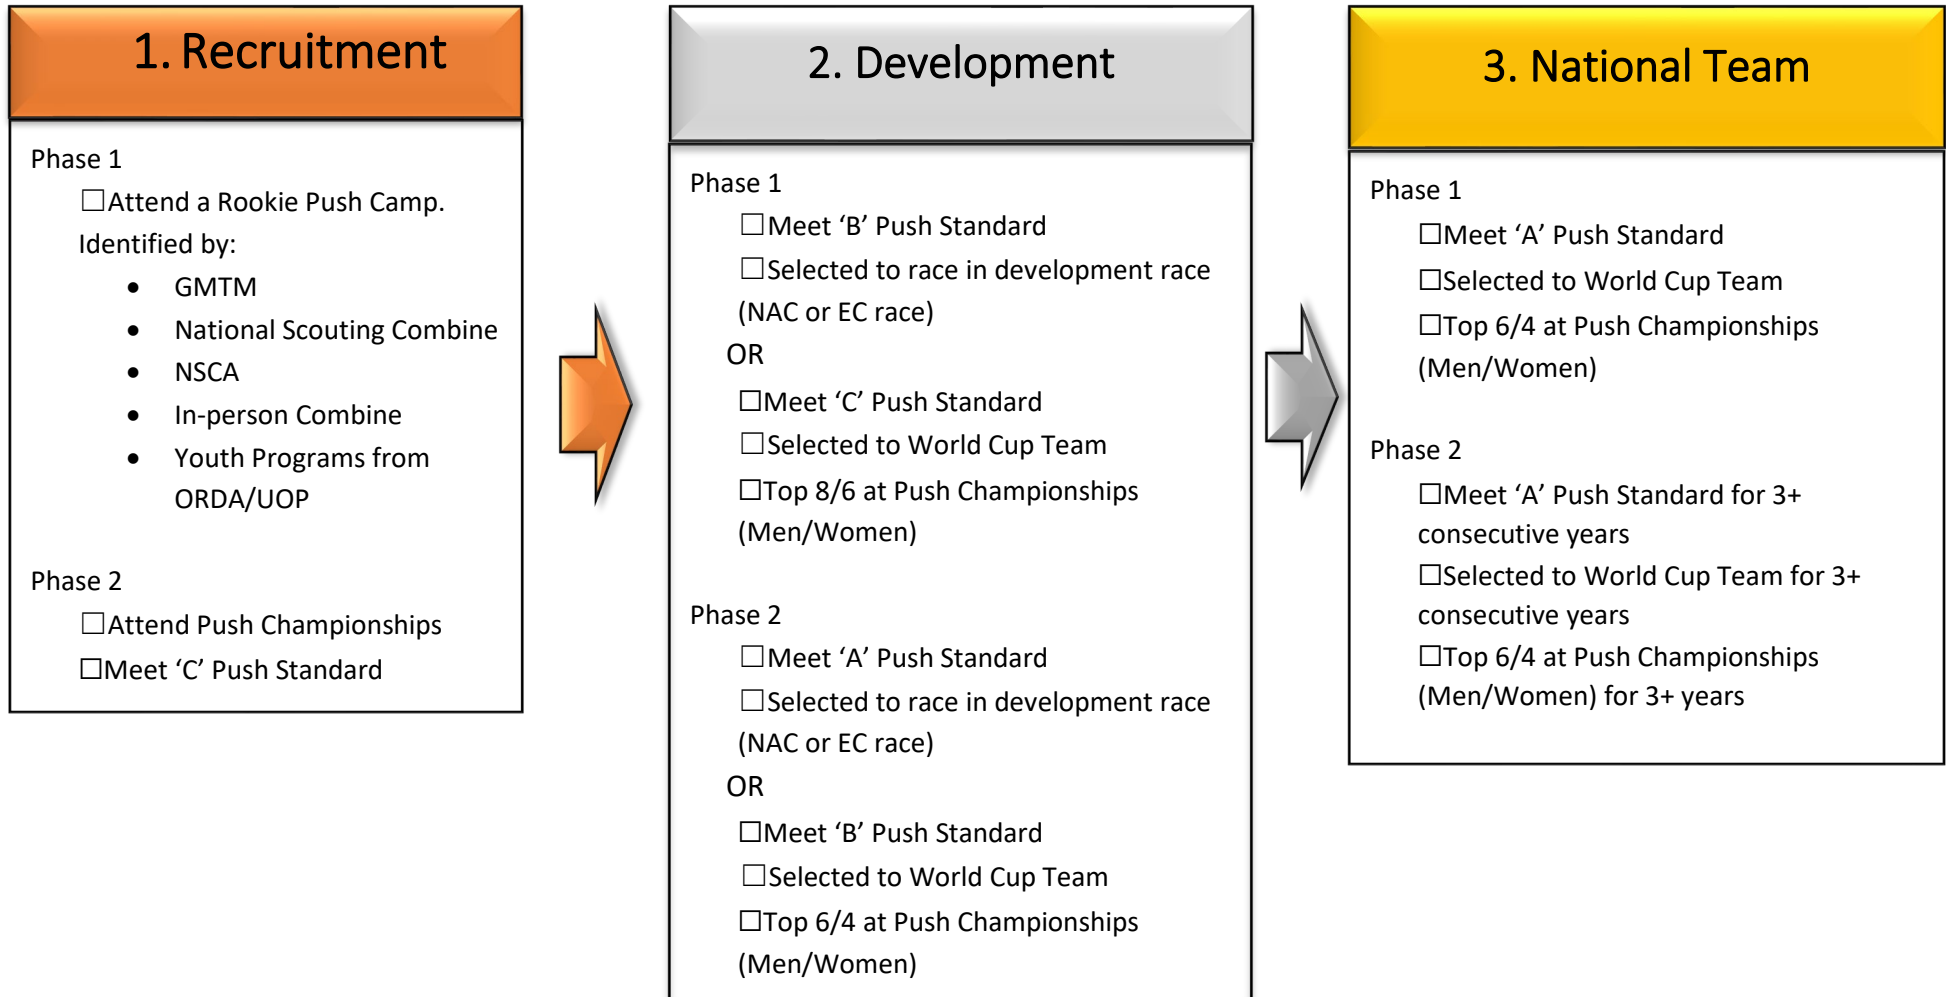 1. Recruitment
Phase 1
☐Attend a Rookie Push Camp.
Identified by:
• GMTM
• National Scouting Combine
• NSCA
• In-person Combine
• Youth Programs from
ORDA/UOP
Phase 2
☐Attend Push Championships
☐Meet ‘C’ Push Standard
2. Development
Phase 1
☐Meet ‘B’ Push Standard
☐Selected to race in development race
(NAC or EC race)
OR
☐Meet ‘C’ Push Standard
☐Selected to World Cup Team
☐Top 8/6 at Push Championships
(Men/Women)
Phase 2
☐Meet ‘A’ Push Standard
☐Selected to race in development race
(NAC or EC race)
OR
☐Meet ‘B’ Push Standard
☐Selected to World Cup Team
☐Top 6/4 at Push Championships
(Men/Women)
3. National Team
Phase 1
☐Meet ‘A’ Push Standard
☐Selected to World Cup Team
☐Top 6/4 at Push Championships
(Men/Women)
Phase 2
☐Meet ‘A’ Push Standard for 3+
consecutive years
☐Selected to World Cup Team for 3+
consecutive years
☐Top 6/4 at Push Championships
(Men/Women) for 3+ years